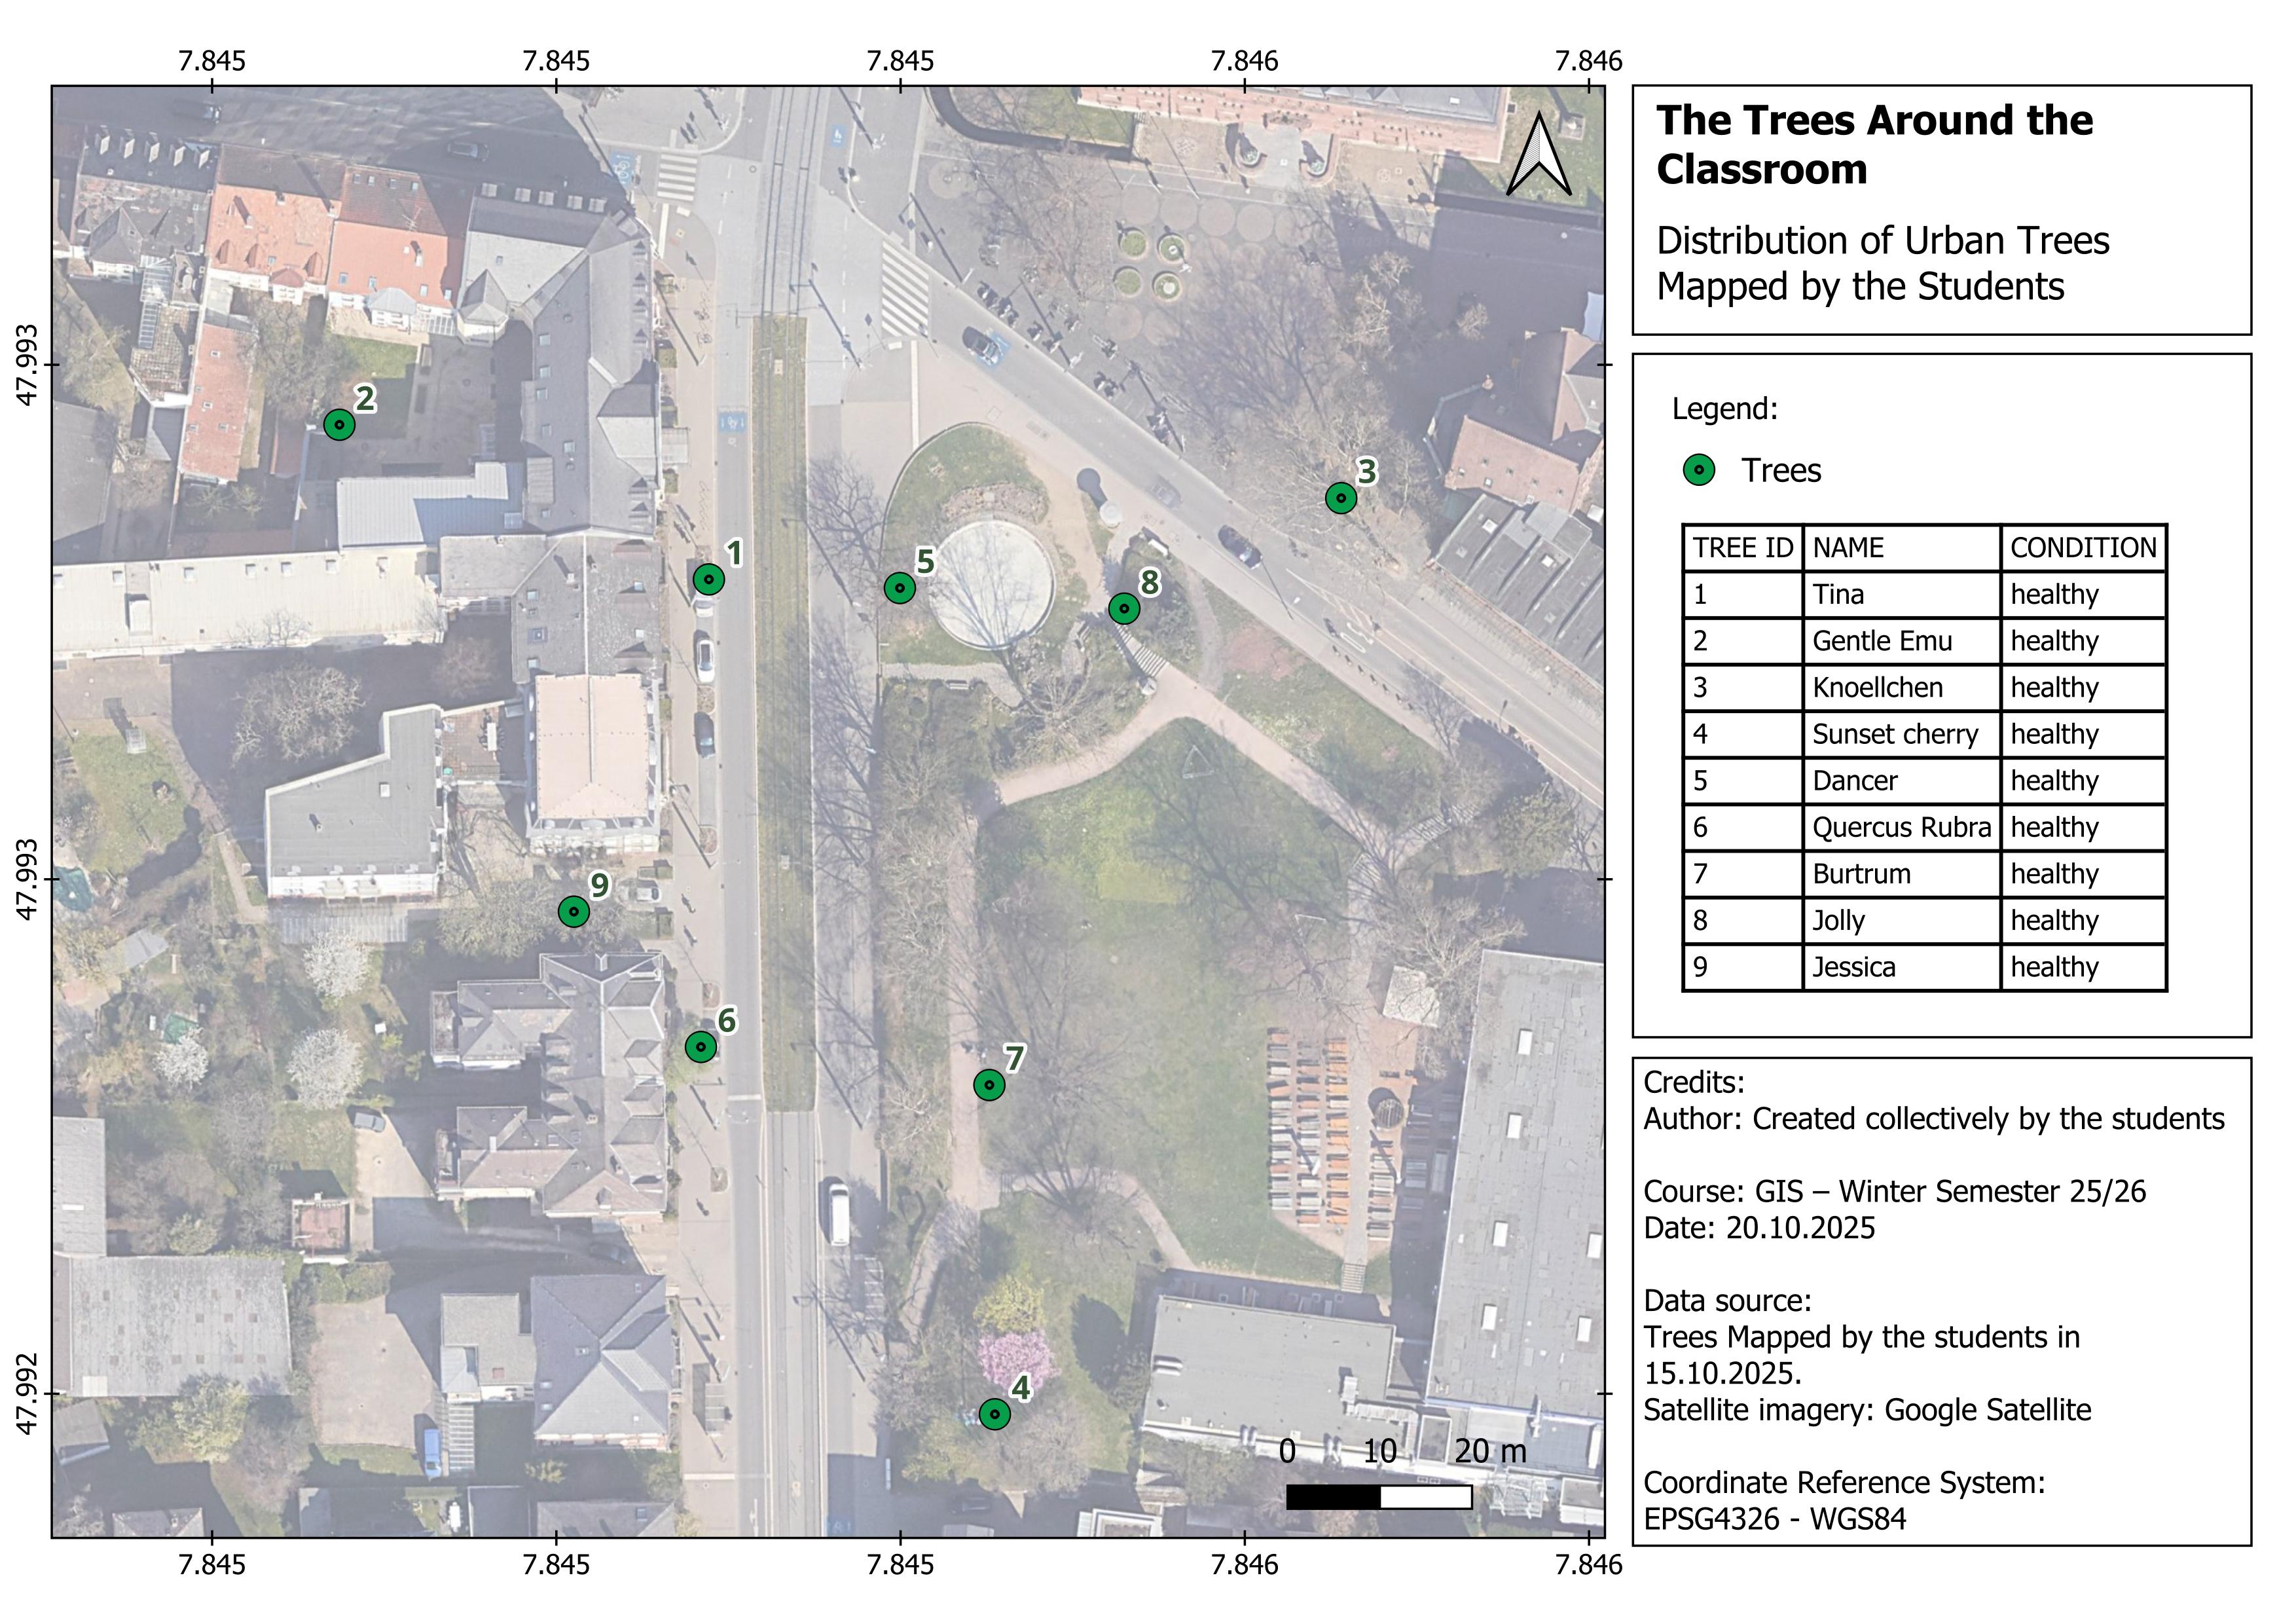 7.845 7.845 7.845 7.846 7.846
The Trees Around the
Classroom
Distribution of Urban Trees
Mapped by the Students
47.993
47.993
47.992
2
3
1
5
8
9
6
7
4
0 10 20 m
7.845 7.845 7.845 7.846 7.846
Legend:
Trees
TREE ID NAME CONDITION
1 Tina healthy
2 Gentle Emu healthy
3 Knoellchen healthy
4 Sunset cherry healthy
5 Dancer healthy
6 Quercus Rubra healthy
7 Burtrum healthy
8 Jolly healthy
9 Jessica healthy
Credits:
Author: Created collectively by the students
Course: GIS – Winter Semester 25/26
Date: 20.10.2025
Data source:
Trees Mapped by the students in
15.10.2025.
Satellite imagery: Google Satellite
Coordinate Reference System:
EPSG4326 - WGS84